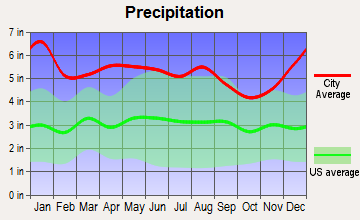 Precipitation
7 in
6 in
5 in
4 in
3 in
2 in
1 in
0 in
Jan Feb Mar Apr May Jun Jul Aug Sep Oct Nov Dec
City
Average
US average